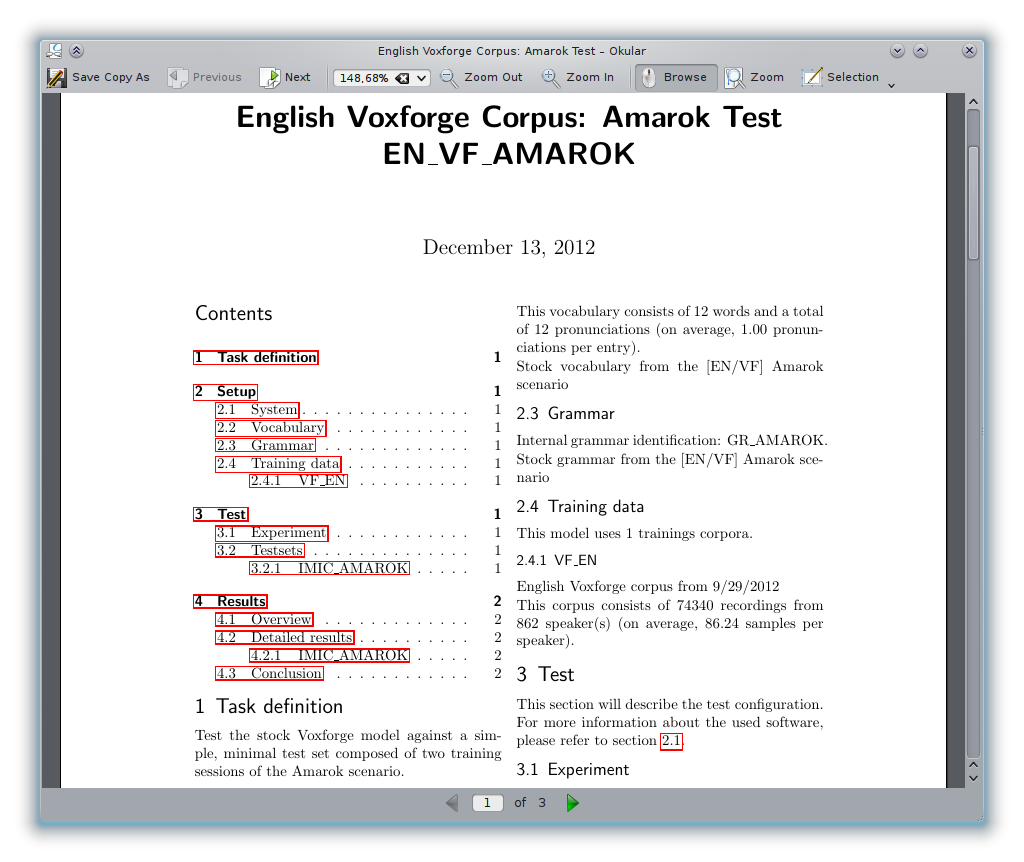 English Voxforge Corpus: Amarok Test – Okular
Save Copy As Previous Next 148,68% Zoom Out Zoom In Browse Zoom Selection
English Voxforge Corpus: Amarok Test
EN_VF_AMAROK
December 13, 2012
Contents
1 Task definition 1
2 Setup 1
2.1 System . . . . . . . . . . . . . . . 1
2.2 Vocabulary . . . . . . . . . . . . 1
2.3 Grammar . . . . . . . . . . . . 1
2.4 Training data . . . . . . . . . . . 1
2.4.1 VF_EN . . . . . . . . . . 1
3 Test 1
3.1 Experiment . . . . . . . . . . . . 1
3.2 Testsets . . . . . . . . . . . . . . 1
3.2.1 IMIC_AMAROK . . . . . 1
4 Results 2
4.1 Overview . . . . . . . . . . . . . 2
4.2 Detailed results . . . . . . . . . . 2
4.2.1 IMIC_AMAROK . . . . . 2
4.3 Conclusion . . . . . . . . . . . . 2
1 Task definition
Test the stock Voxforge model against a sim-
ple, minimal test set composed of two training
sessions of the Amarok scenario.
This vocabulary consists of 12 words and a total
of 12 pronunciations (on average, 1.00 pronun-
ciations per entry).
Stock vocabulary from the [EN/VF] Amarok
scenario
2.3 Grammar
Internal grammar identification: GR_AMAROK.
Stock grammar from the [EN/VF] Amarok sce-
nario
2.4 Training data
This model uses 1 trainings corpora.
2.4.1 VF_EN
English Voxforge corpus from 9/29/2012
This corpus consists of 74340 recordings from
862 speaker(s) (on average, 86.24 samples per
speaker).
3 Test
This section will describe the test configuration.
For more information about the used software,
please refer to section 2.1.
3.1 Experiment
1 of 3